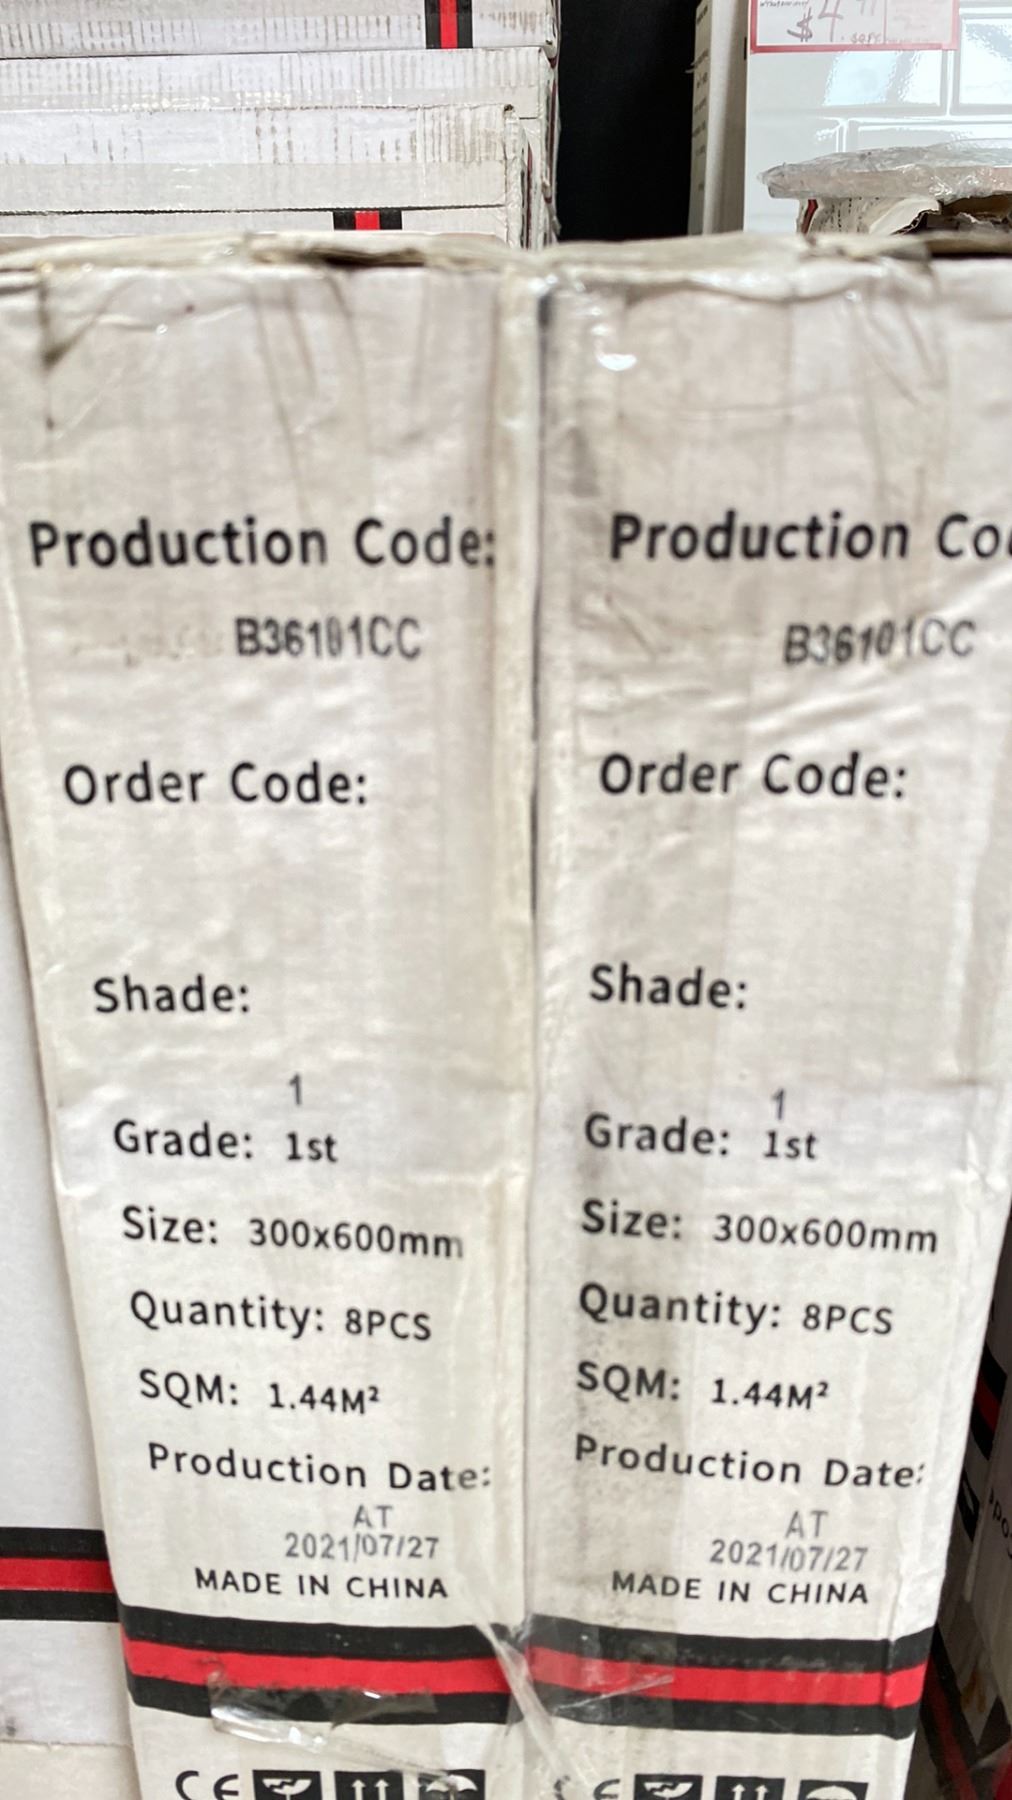 Production Code:
B36101CC
Order Code:
Shade:
1
Grade: 1st
Size: 300x600mm
Quantity: 8PCS
SQM: 1.44M²
Production Date:
AT
2021/07/27
MADE IN CHINA
CE
Production Co
B36101CC
Order Code:
Shade:
1
Grade: 1st
Size: 300x600mm
Quantity: 8PCS
SQM: 1.44M²
Production Date:
AT
2021/07/27
MADE IN CHINA
CE